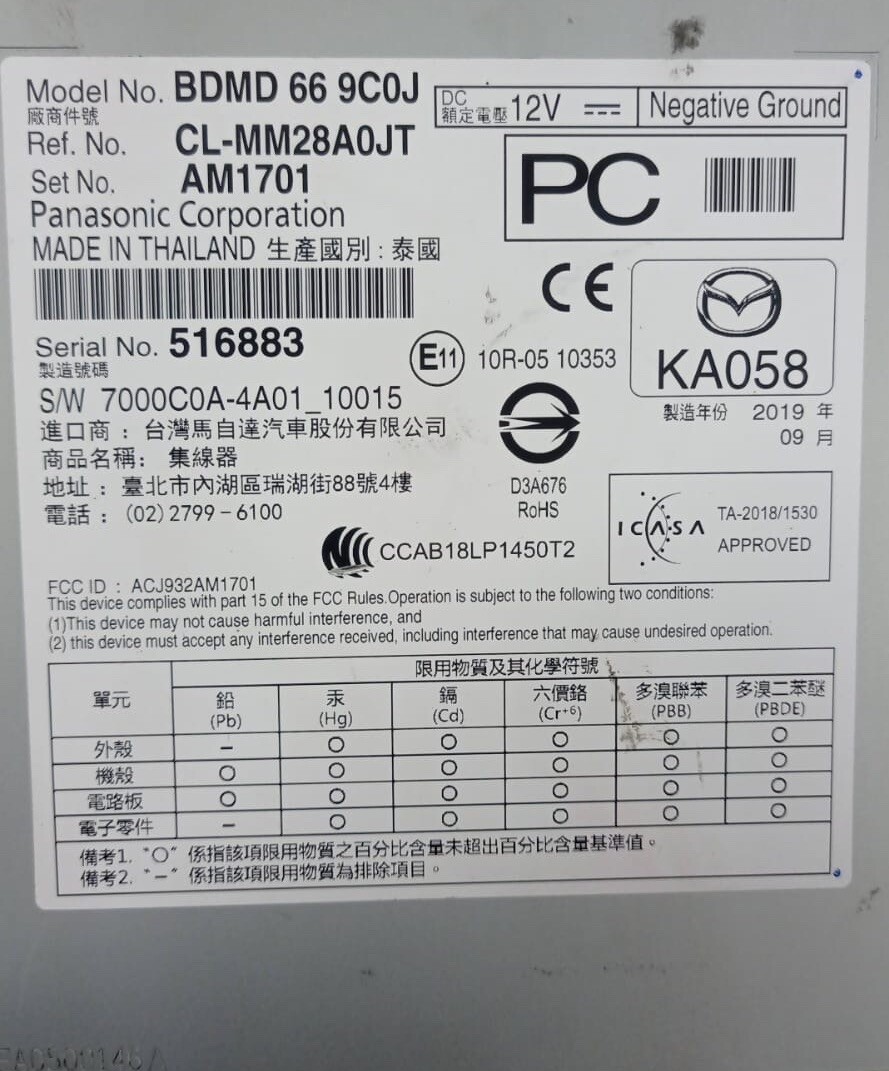 Model No. BDMD 66 9C0J
廠商件號
DC
額定電壓 12V
Negative Ground
Ref. No. CL-MM28A0JT
Set No. AM1701
PC
Panasonic Corporation
MADE IN THAILAND 生產國別 : 泰國
CE
Serial No. 516883
製造號碼
E11 10R-05 10353
KA058
S/W 7000C0A-4A01_10015
製造年份 2019 年
09 月
進口商 : 台灣馬自達汽車股份有限公司
商品名稱: 集線器
地址 : 臺北市內湖區瑞湖街88號4樓
電話 : (02)2799-6100
D3A676
RoHS
ICASA
TA-2018/1530
APPROVED
CCAB18LP1450T2
FCC ID : ACJ932AM1701
This device complies with part 15 of the FCC Rules.Operation is subject to the following two conditions:
(1)This device may not cause harmful interference, and
(2) this device must accept any interference received, including interference that may cause undesired operation.
單元 限用物質及其化學符號
鉛 汞 鎘 六價鉻 多溴聯苯 多溴二苯醚
(Pb) (Hg) (Cd) (Cr+6) (PBB) (PBDE)
外殼 – ○ ○ ○ ○ ○
機殼 ○ ○ ○ ○ ○ ○
電路板 ○ ○ ○ ○ ○ ○
電子零件 – ○ ○ ○ ○ ○
備考1. "○" 係指該項限用物質之百分比含量未超出百分比含量基準值。
備考2. "–" 係指該項限用物質為排除項目。